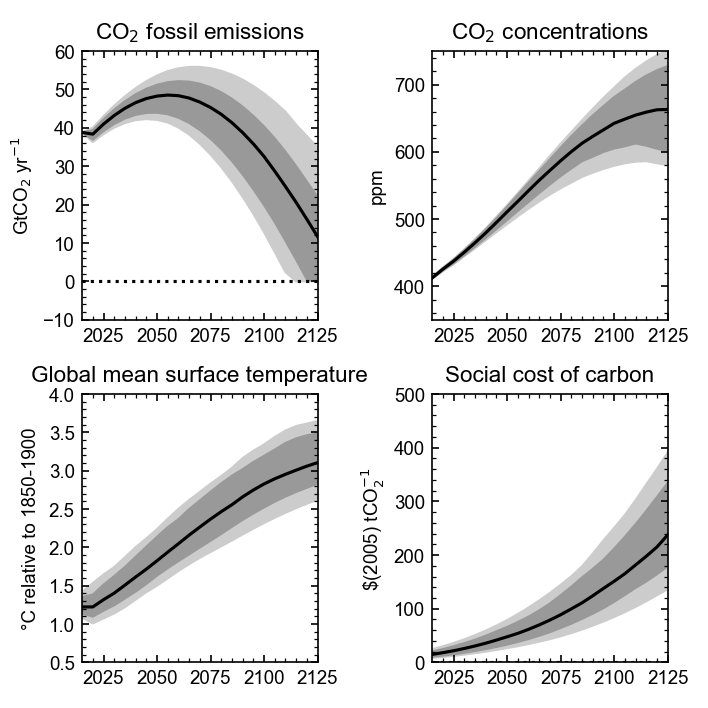 CO₂ fossil emissions
60
50
40
30
20
10
0
−10
GtCO₂ yr⁻¹
2025 2050 2075 2100 2125
CO₂ concentrations
700
600
500
400
ppm
2025 2050 2075 2100 2125
Global mean surface temperature
4.0
3.5
3.0
2.5
2.0
1.5
1.0
0.5
°C relative to 1850-1900
2025 2050 2075 2100 2125
Social cost of carbon
500
400
300
200
100
0
$(2005) tCO₂⁻¹
2025 2050 2075 2100 2125